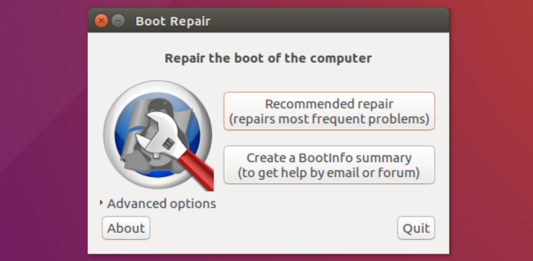 Boot Repair
Repair the boot of the computer
Recommended repair
(repairs most frequent problems)
Create a BootInfo summary
(to get help by email or forum)
Advanced options
About
Quit